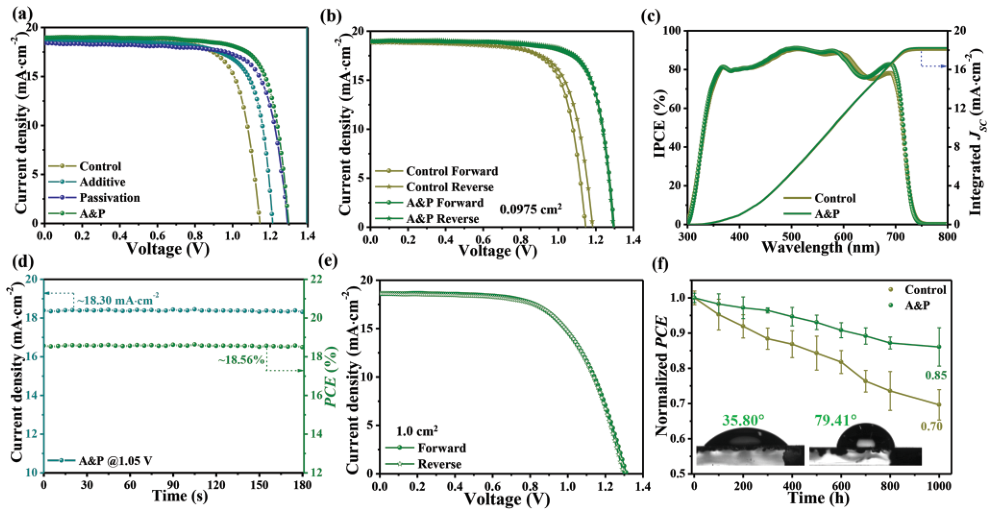 (a)
20
15
10
5
0
Current density (mA·cm-2)
Control
Additive
Passivation
A&P
0.0 0.2 0.4 0.6 0.8 1.0 1.2 1.4
Voltage (V)
(b)
20
15
10
5
0
Current density (mA·cm-2)
Control Forward
Control Reverse
A&P Forward
A&P Reverse
0.0975 cm2
0.0 0.2 0.4 0.6 0.8 1.0 1.2 1.4
Voltage (V)
(c)
100
80
60
40
20
0
IPCE (%)
Control
A&P
20
16
12
8
4
0
Integrated JSC (mA·cm-2)
300 400 500 600 700 800
Wavelength (nm)
(d)
20
19
18
17
16
15
14
13
12
11
10
Current density (mA·cm-2)
~18.30 mA·cm-2
~18.56%
A&P @1.05 V
22
20
18
16
14
12
PCE (%)
0 30 60 90 120 150 180
Time (s)
(e)
20
15
10
5
0
Current density (mA·cm-2)
1.0 cm2
Forward
Reverse
0.0 0.2 0.4 0.6 0.8 1.0 1.2 1.4
Voltage (V)
(f)
1.0
0.9
0.8
0.7
0.6
0.5
Normalized PCE
Control
A&P
0.85
0.70
35.80° 79.41°
0 200 400 600 800 1000
Time (h)